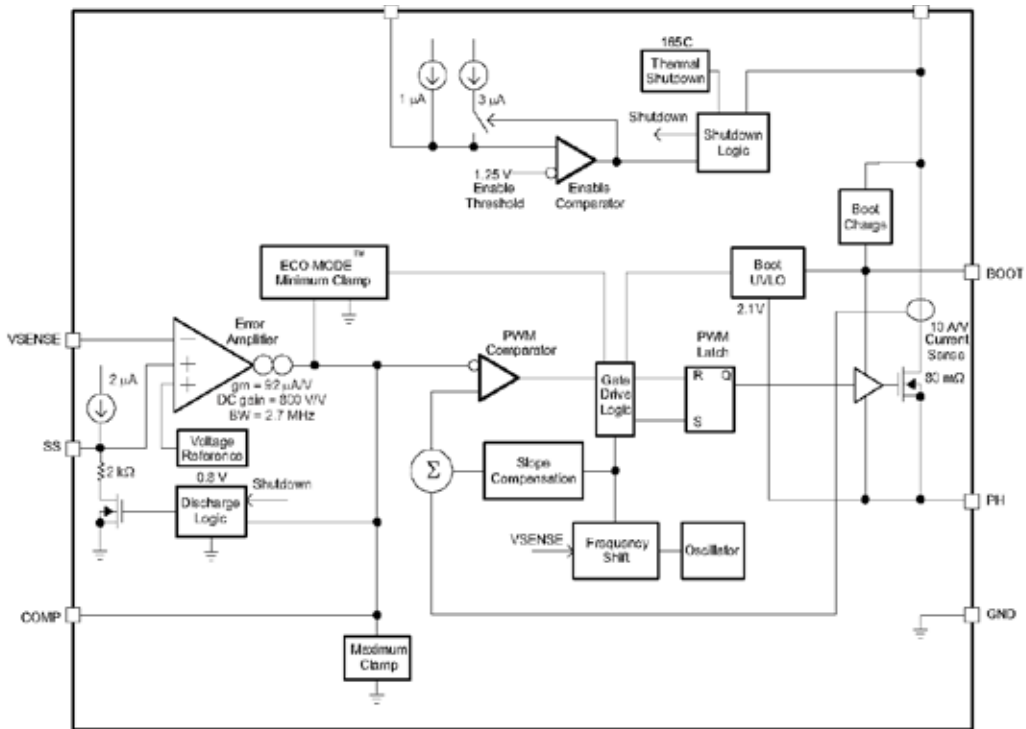 165C
Thermal
Shutdown
1 µA
3 µA
Shutdown
Shutdown
Logic
1.25 V
Enable
Threshold
Enable
Comparator
Boot
Charge
ECO MODE™
Minimum Clamp
Boot
UVLO
BOOT
2.1V
VSENSE
Error
Amplifier
PWM
Comparator
PWM
Latch
10 A/V
Current
Sense
2 µA
gm = 92 µA/V
DC gain = 800 V/V
BW = 2.7 MHz
Gate
Drive
Logic
R Q
S
80 mΩ
SS
Voltage
Reference
2 kΩ
0.8 V
Shutdown
Σ
Slope
Compensation
Discharge
Logic
PH
VSENSE
Frequency
Shift
Oscillator
COMP
GND
Maximum
Clamp